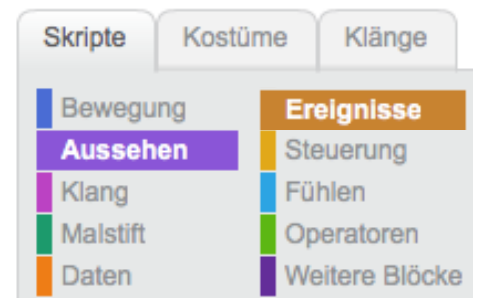 Skripte Kostüme Klänge
Bewegung Ereignisse
Aussehen Steuerung
Klang Fühlen
Malstift Operatoren
Daten Weitere Blöcke